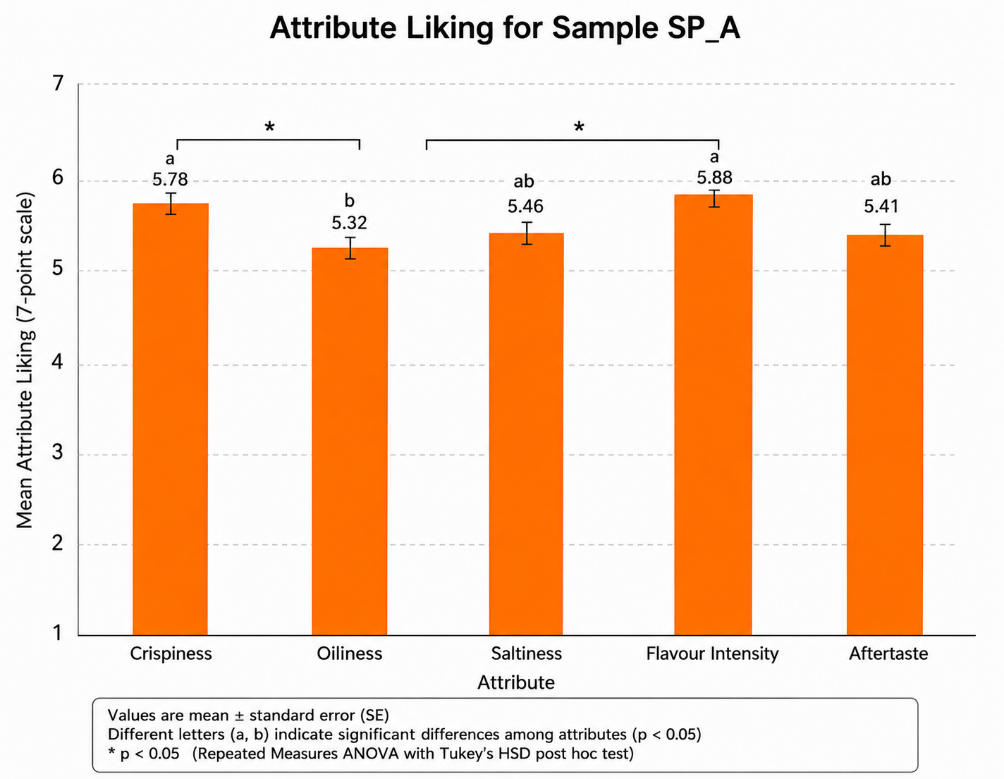 Attribute Liking for Sample SP_A
Mean Attribute Liking (7-point scale)
7
6
5
4
3
2
1
* *
a b ab a ab
5.78 5.32 5.46 5.88 5.41
Crispiness Oiliness Saltiness Flavour Intensity Aftertaste
Attribute
Values are mean ± standard error (SE)
Different letters (a, b) indicate significant differences among attributes (p < 0.05)
* p < 0.05 (Repeated Measures ANOVA with Tukey's HSD post hoc test)